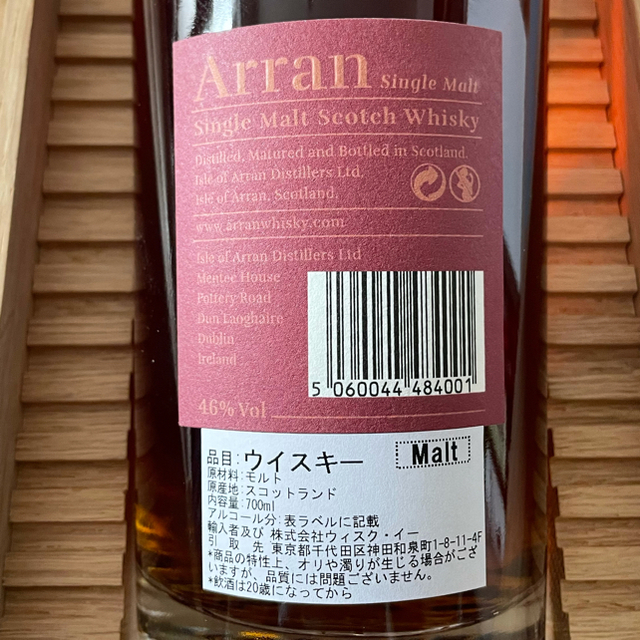 Arran Single Malt
Single Malt Scotch Whisky
Distilled, Matured and Bottled in Scotland.
Isle of Arran Distillers Ltd.
Isle of Arran, Scotland.
www.arranwhisky.com
Isle of Arran Distillers Ltd
Mentec House
Pottery Road
Dun Laoghaire
Dublin
Ireland
5 060044 484001
46% Vol
品目:ウイスキー Malt
原材料:モルト
原産地:スコットランド
内容量:700ml
アルコール分:表ラベルに記載
輸入者及び 株式会社ウィスク・イー
引 取 先 東京都千代田区神田和泉町1-8-11-4F
*商品の特性上、オリや濁りが生じる場合がござ
いますが、品質には問題ございません。
*飲酒は20歳になってから